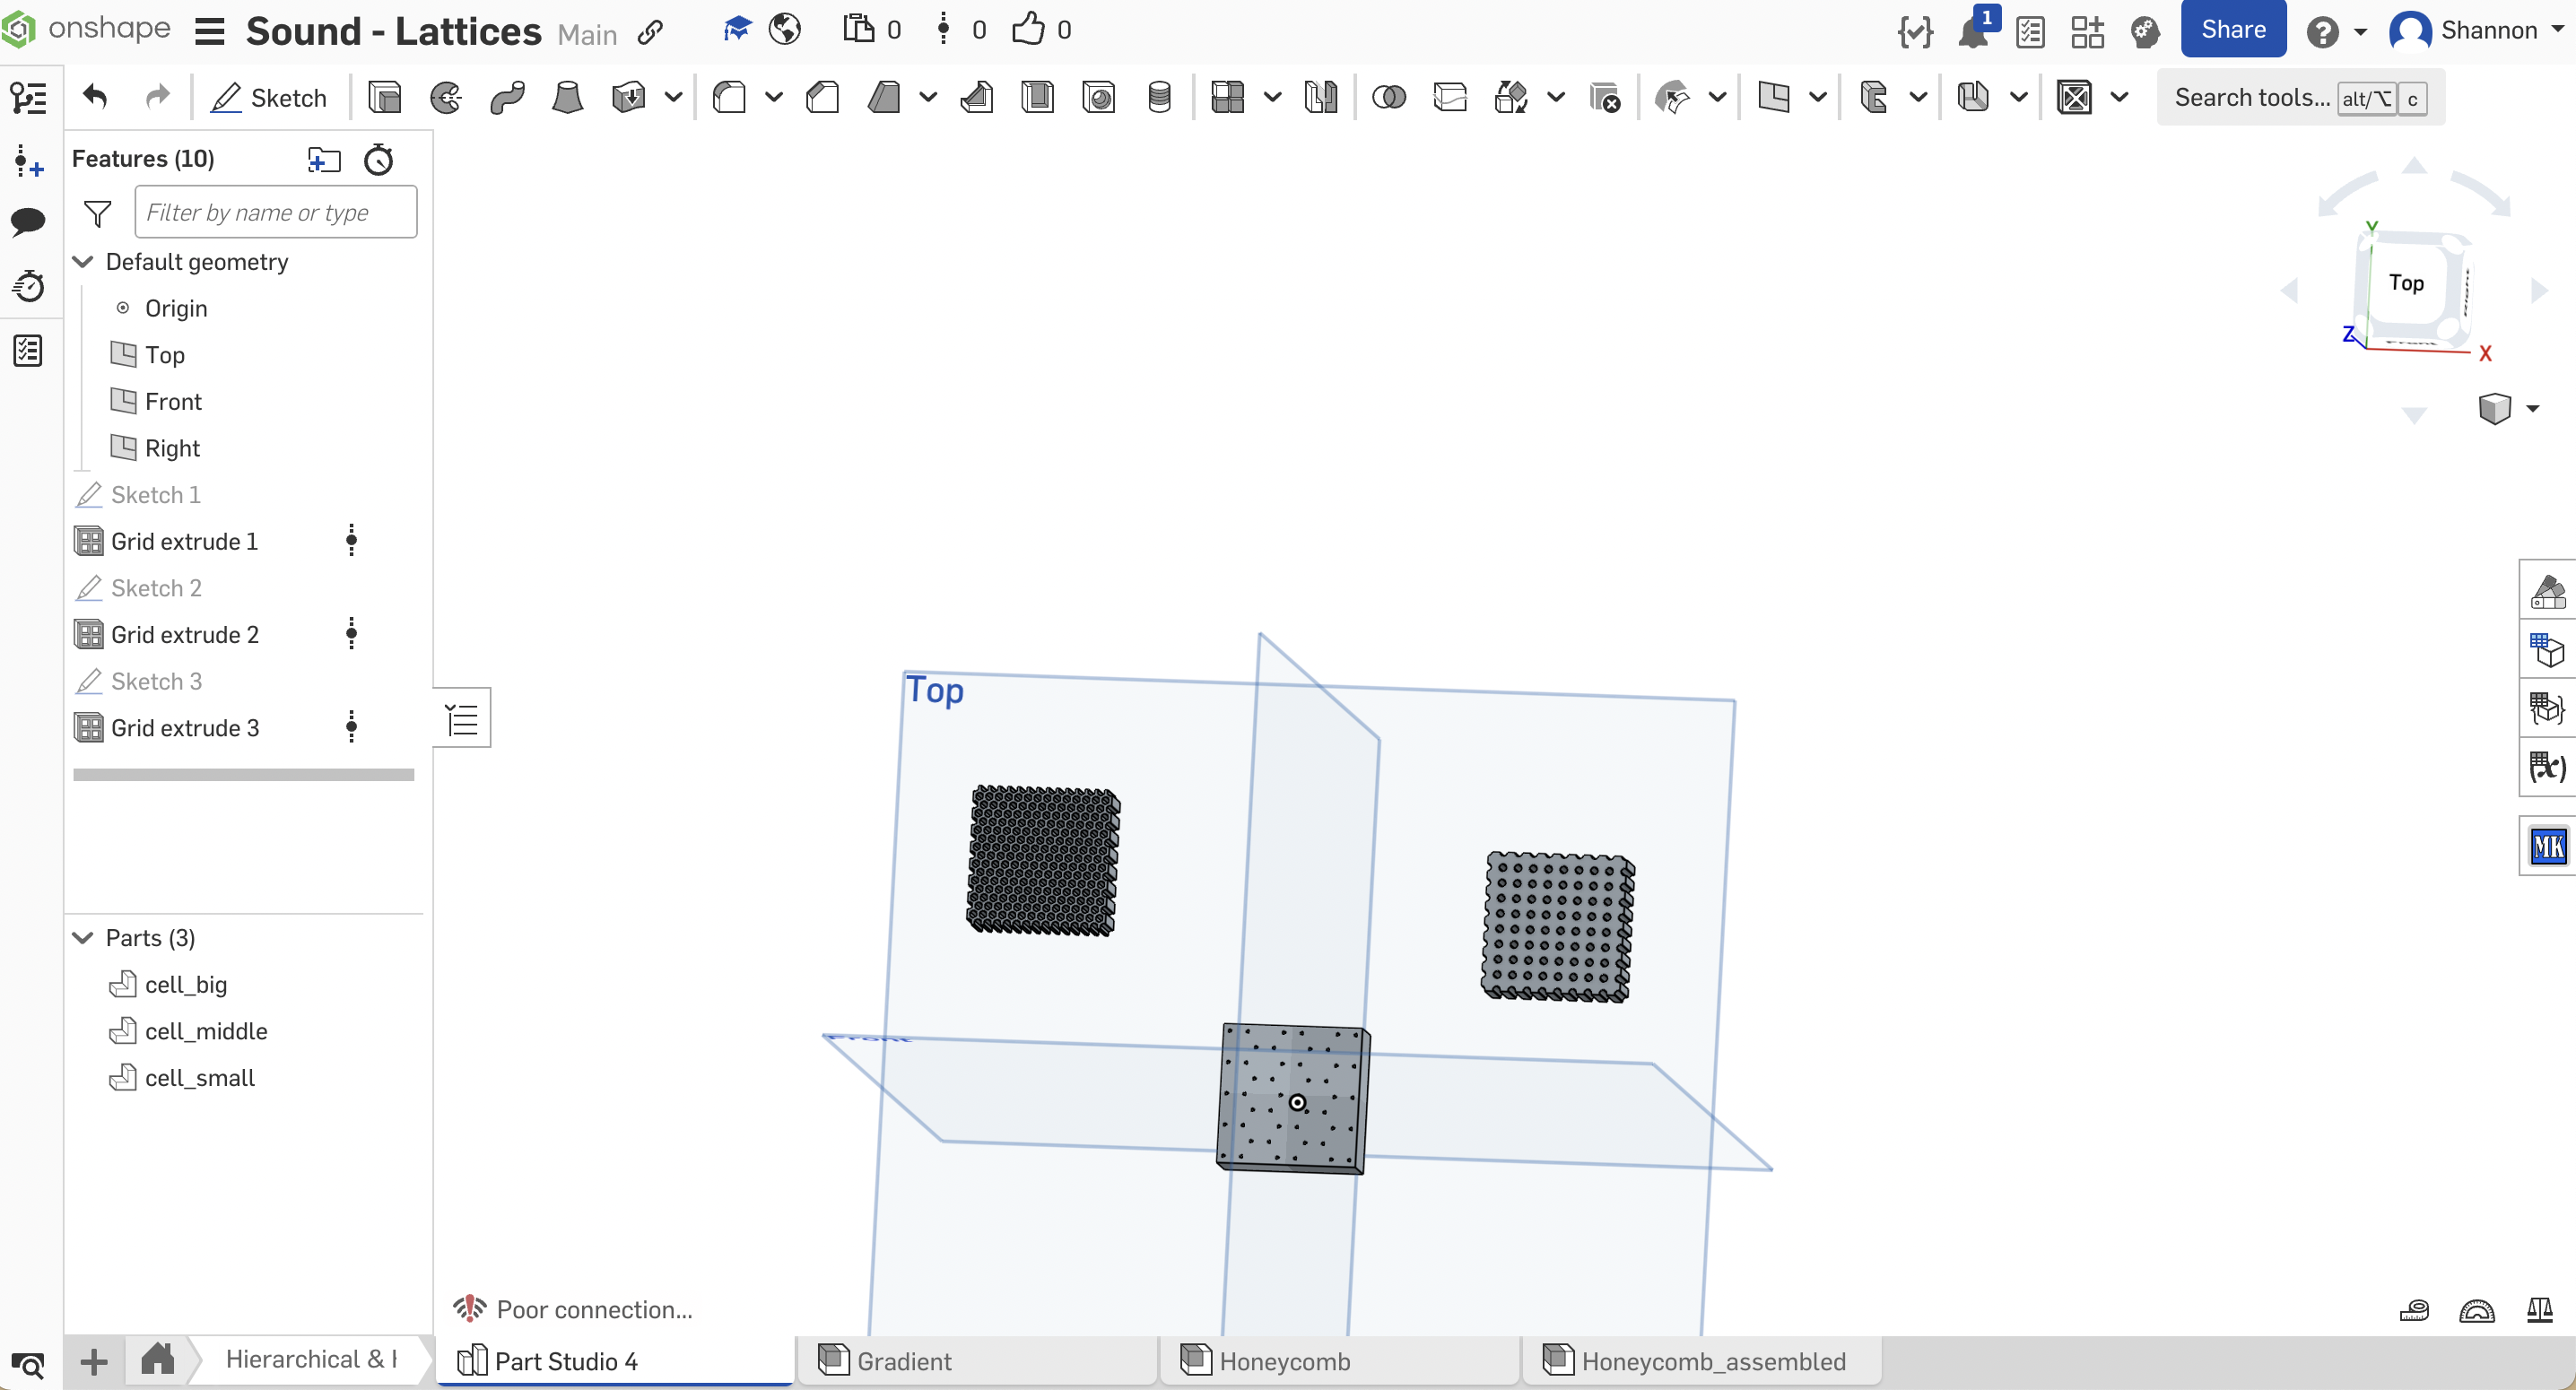 onshape Sound - Lattices Main 0 0 0 1 Share Shannon
Sketch Search tools... alt/⌥ c
Features (10)
Filter by name or type
Default geometry
Origin
Top
Front
Right
Sketch 1
Grid extrude 1
Sketch 2
Grid extrude 2
Sketch 3
Grid extrude 3
Parts (3)
cell_big
cell_middle
cell_small
Top
Front
Y
Top
Right
Z
Front
X
(x)
MK
Poor connection...
Hierarchical &
Part Studio 4
Gradient
Honeycomb
Honeycomb_assembled